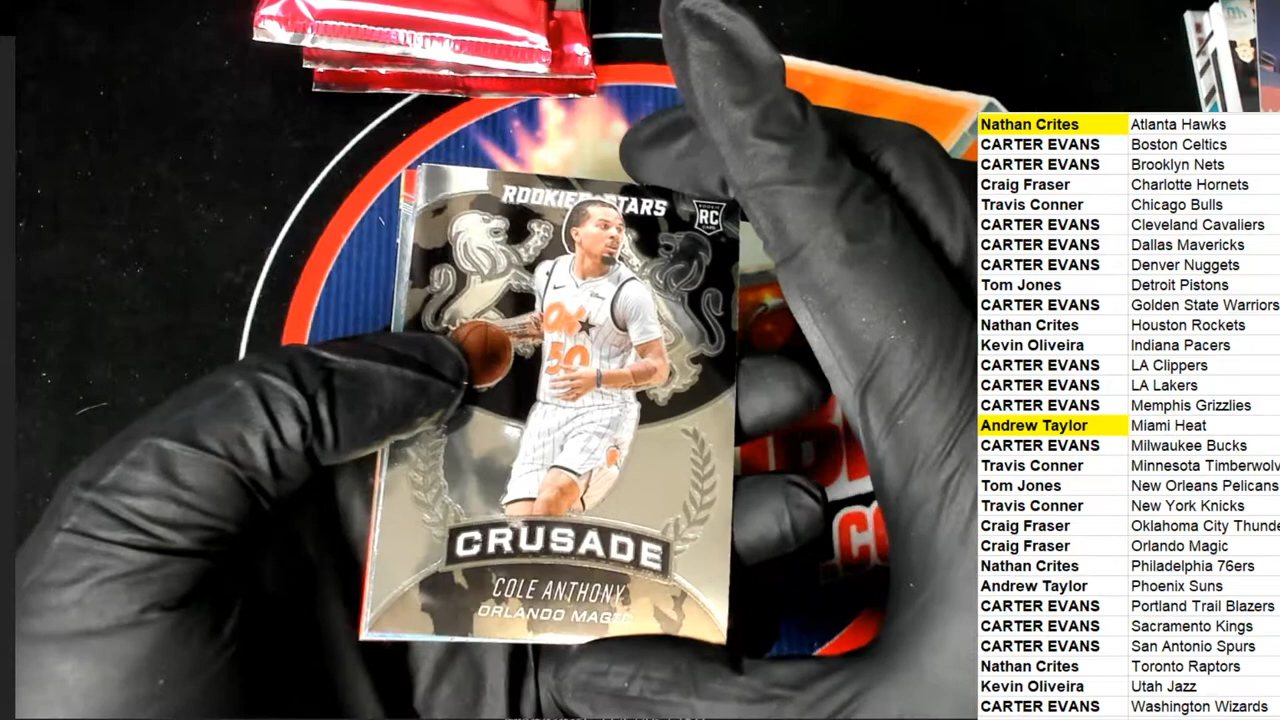 ROOKIES & STARS
ROOKIE
RC
CARD
50
CRUSADE
COLE ANTHONY
ORLANDO MAGIC
Nathan Crites Atlanta Hawks
CARTER EVANS Boston Celtics
CARTER EVANS Brooklyn Nets
Craig Fraser Charlotte Hornets
Travis Conner Chicago Bulls
CARTER EVANS Cleveland Cavaliers
CARTER EVANS Dallas Mavericks
CARTER EVANS Denver Nuggets
Tom Jones Detroit Pistons
CARTER EVANS Golden State Warriors
Nathan Crites Houston Rockets
Kevin Oliveira Indiana Pacers
CARTER EVANS LA Clippers
CARTER EVANS LA Lakers
CARTER EVANS Memphis Grizzlies
Andrew Taylor Miami Heat
CARTER EVANS Milwaukee Bucks
Travis Conner Minnesota Timberwolv
Tom Jones New Orleans Pelicans
Travis Conner New York Knicks
Craig Fraser Oklahoma City Thunde
Craig Fraser Orlando Magic
Nathan Crites Philadelphia 76ers
Andrew Taylor Phoenix Suns
CARTER EVANS Portland Trail Blazers
CARTER EVANS Sacramento Kings
CARTER EVANS San Antonio Spurs
Nathan Crites Toronto Raptors
Kevin Oliveira Utah Jazz
CARTER EVANS Washington Wizards